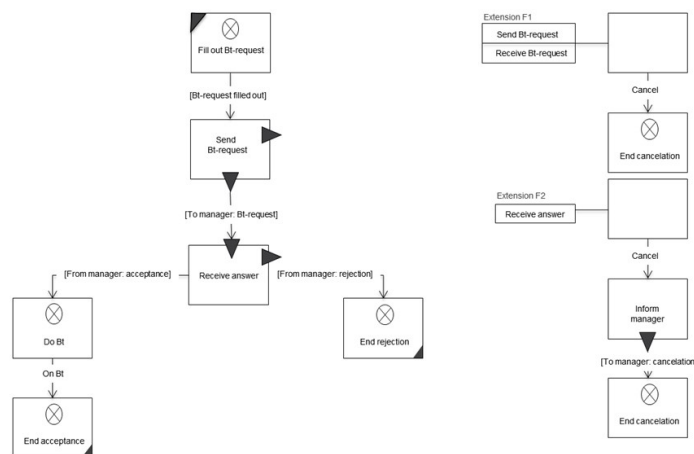 Fill out Bt-request
[Bt-request filled out]
Send
Bt-request
[To manager: Bt-request]
Receive answer
[From manager: acceptance]
[From manager: rejection]
Do Bt
End rejection
On Bt
End acceptance
Extension F1
Send Bt-request
Receive Bt-request
Cancel
End cancelation
Extension F2
Receive answer
Cancel
Inform
manager
[To manager: cancelation
End cancelation